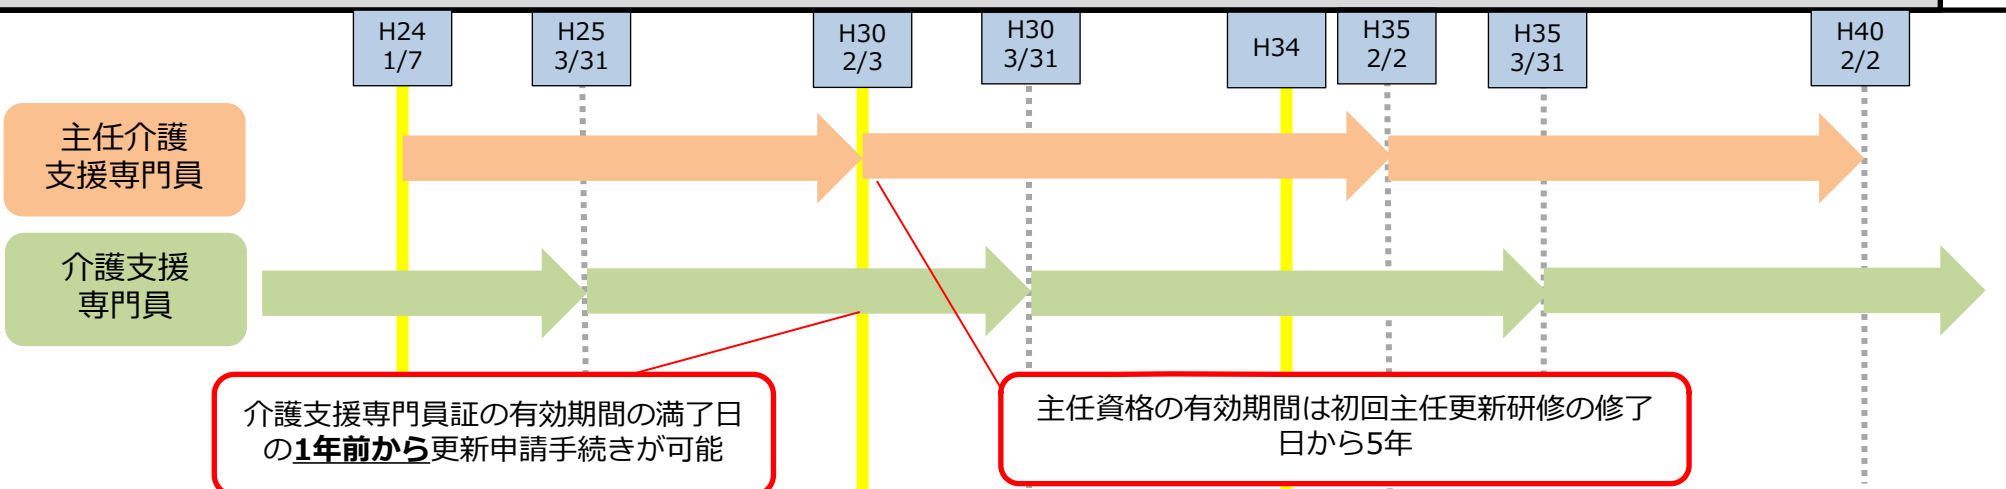 H24
1/7
H25
3/31
H30
2/3
H30
3/31
H34
H35
2/2
H35
3/31
H40
2/2
主任介護
支援専門員
介護支援
専門員
介護支援専門員証の有効期間の満了日
の1年前から更新申請手続きが可能
主任資格の有効期間は初回主任更新研修の修了
日から5年